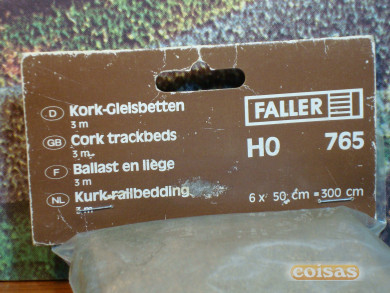 D Kork-Gleisbetten
3 m
GB Cork trackbeds
3 m
F Ballast en liège
3 m
NL Kurk-railbedding
3 m
FALLER
H0 765
6 x 50 cm = 300 cm
coisas